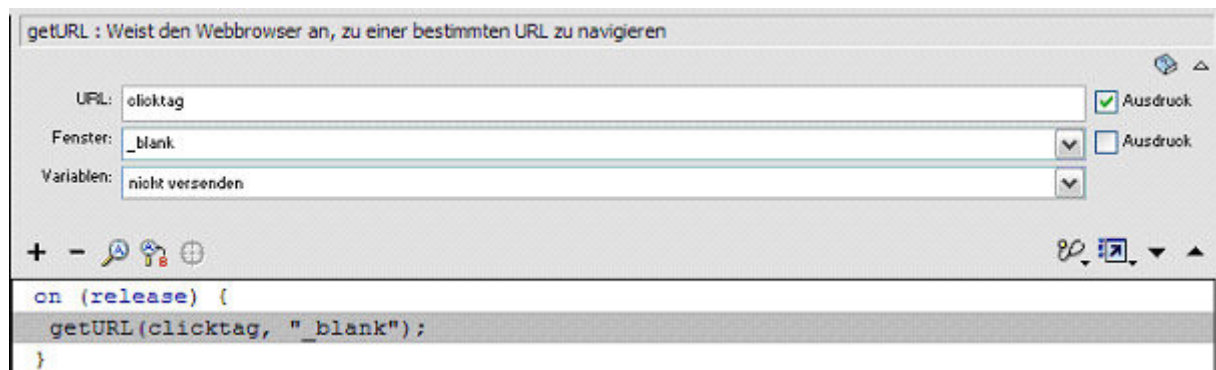 getURL : Weist den Webbrowser an, zu einer bestimmten URL zu navigieren
URL: clicktag Ausdruck
Fenster: _blank Ausdruck
Variablen: nicht versenden
on (release) {
getURL(clicktag, "_blank");
}